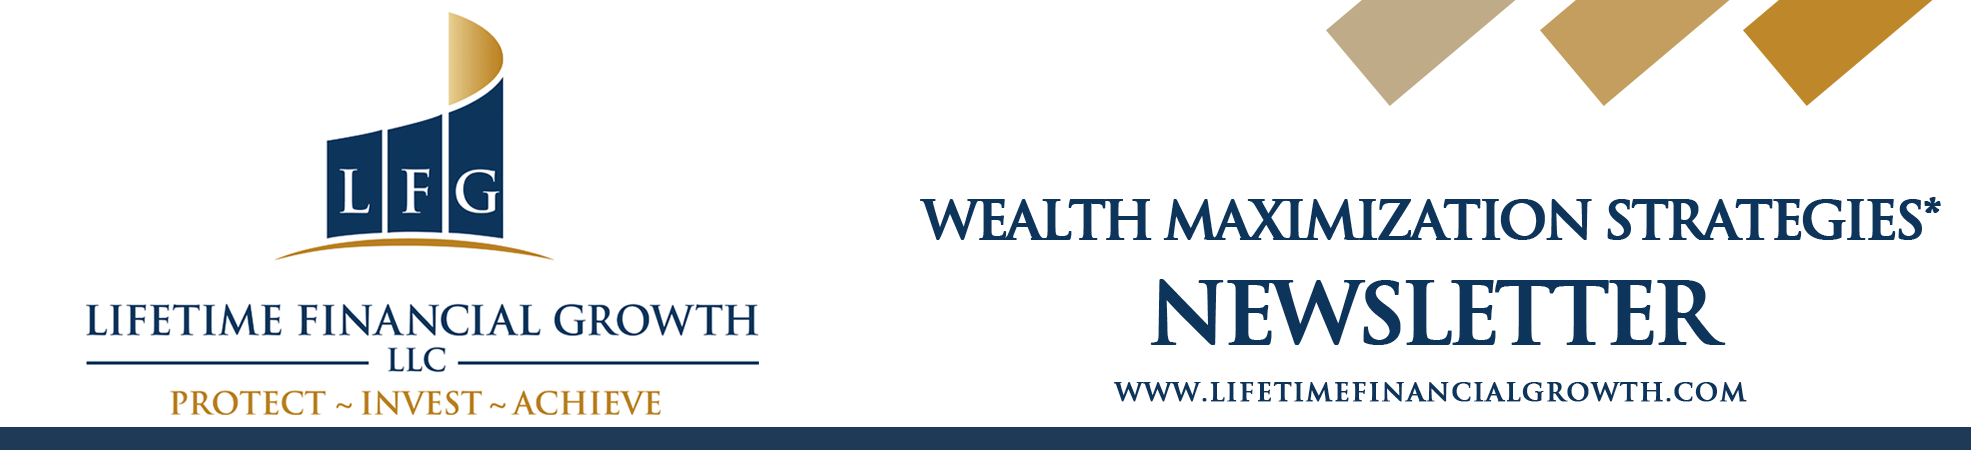 LFG
LIFETIME FINANCIAL GROWTH
LLC
PROTECT ~ INVEST ~ ACHIEVE
WEALTH MAXIMIZATION STRATEGIES*
NEWSLETTER
WWW.LIFETIMEFINANCIALGROWTH.COM